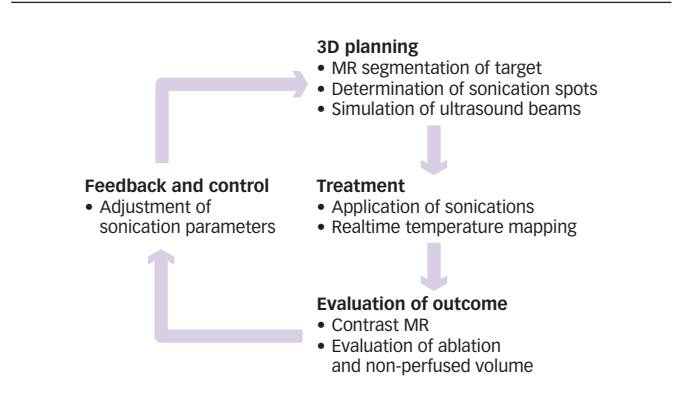 3D planning
• MR segmentation of target
• Determination of sonication spots
• Simulation of ultrasound beams
Feedback and control
• Adjustment of
sonication parameters
Treatment
• Application of sonications
• Realtime temperature mapping
Evaluation of outcome
• Contrast MR
• Evaluation of ablation
and non-perfused volume